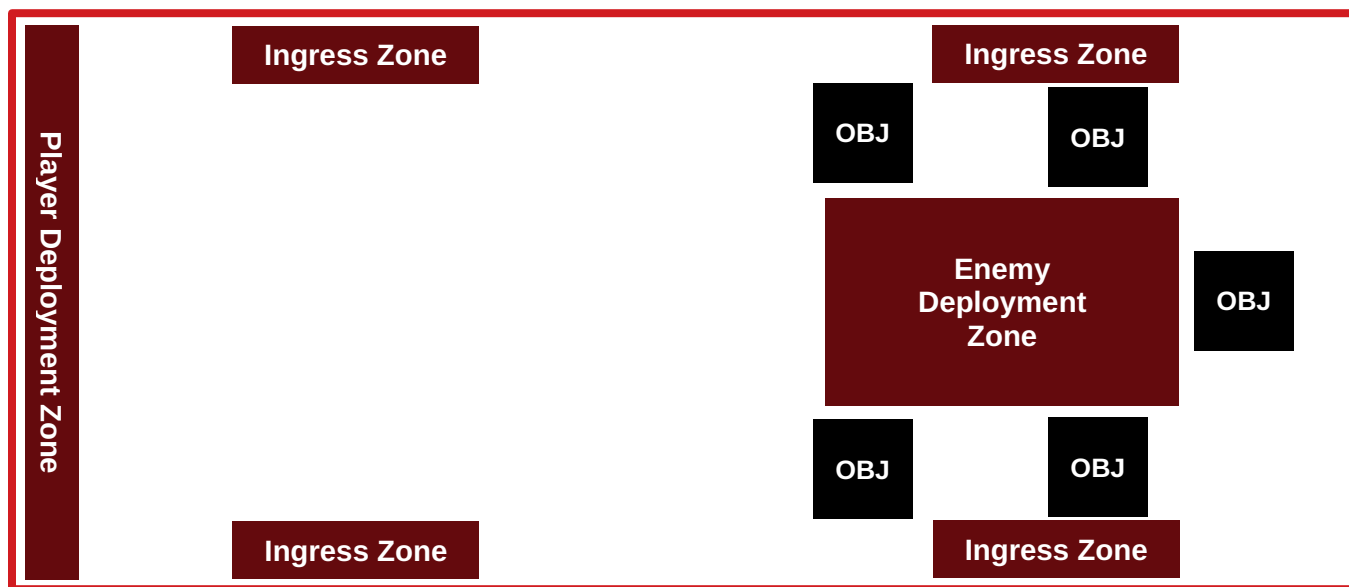 Ingress Zone
Ingress Zone
Player Deployment Zone
OBJ
OBJ
Enemy
Deployment
Zone
OBJ
OBJ
OBJ
Ingress Zone
Ingress Zone